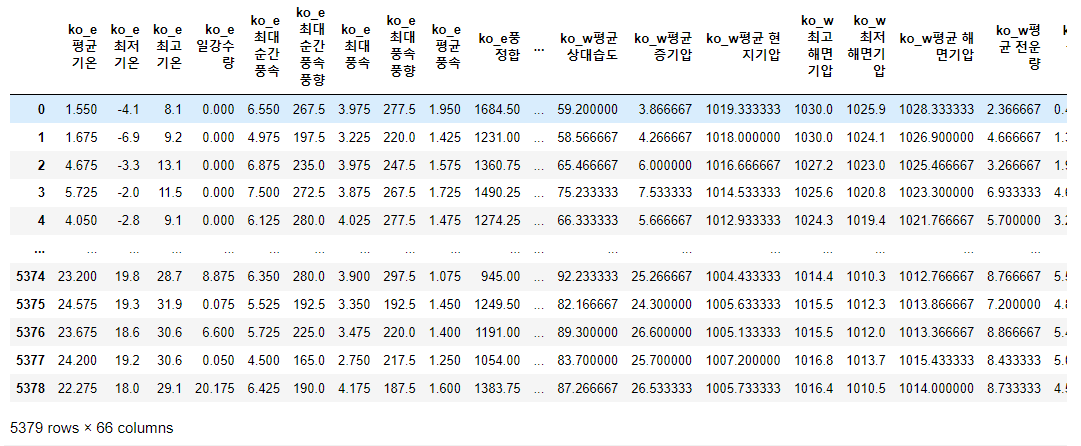 ko_e
평균
기온
ko_e
최저
기온
ko_e
최고
기온
ko_e
일강수
량
ko_e
최대
순간
풍속
ko_e
최대
순간
풍속
풍향
ko_e
최대
풍속
ko_e
최대
풍속
풍향
ko_e
평균
풍속
ko_e풍
정합
...
ko_w평균
상대습도
ko_w평균
증기압
ko_w평균 현
지기압
ko_w
최고
해면
기압
ko_w
최저
해면기
압
ko_w평균 해
면기압
ko_w평
균 전운
량
0 1.550 -4.1 8.1 0.000 6.550 267.5 3.975 277.5 1.950 1684.50 ... 59.200000 3.866667 1019.333333 1030.0 1025.9 1028.333333 2.366667
1 1.675 -6.9 9.2 0.000 4.975 197.5 3.225 220.0 1.425 1231.00 ... 58.566667 4.266667 1018.000000 1030.0 1024.1 1026.900000 4.666667
2 4.675 -3.3 13.1 0.000 6.875 235.0 3.975 247.5 1.575 1360.75 ... 65.466667 6.000000 1016.666667 1027.2 1023.0 1025.466667 3.266667
3 5.725 -2.0 11.5 0.000 7.500 272.5 3.875 267.5 1.725 1490.25 ... 75.233333 7.533333 1014.533333 1025.6 1020.8 1023.300000 6.933333
4 4.050 -2.8 9.1 0.000 6.125 280.0 4.025 277.5 1.475 1274.25 ... 66.333333 5.666667 1012.933333 1024.3 1019.4 1021.766667 5.700000
... ... ... ... ... ... ... ... ... ... ... ... ... ... ... ... ... ... ...
5374 23.200 19.8 28.7 8.875 6.350 280.0 3.900 297.5 1.075 945.00 ... 92.233333 25.266667 1004.433333 1014.4 1010.3 1012.766667 8.766667
5375 24.575 19.3 31.9 0.075 5.525 192.5 3.350 192.5 1.450 1249.50 ... 82.166667 24.300000 1005.633333 1015.5 1012.3 1013.866667 7.200000
5376 23.675 18.6 30.6 6.600 5.725 225.0 3.475 220.0 1.400 1191.00 ... 89.300000 26.600000 1005.133333 1015.5 1012.0 1013.366667 8.866667
5377 24.200 19.2 30.6 0.050 4.500 165.0 2.750 217.5 1.250 1054.00 ... 83.700000 25.700000 1007.200000 1016.8 1013.7 1015.433333 8.433333
5378 22.275 18.0 29.1 20.175 6.425 190.0 4.175 187.5 1.600 1383.75 ... 87.266667 26.533333 1005.733333 1016.4 1010.5 1014.000000 8.733333
5379 rows × 66 columns